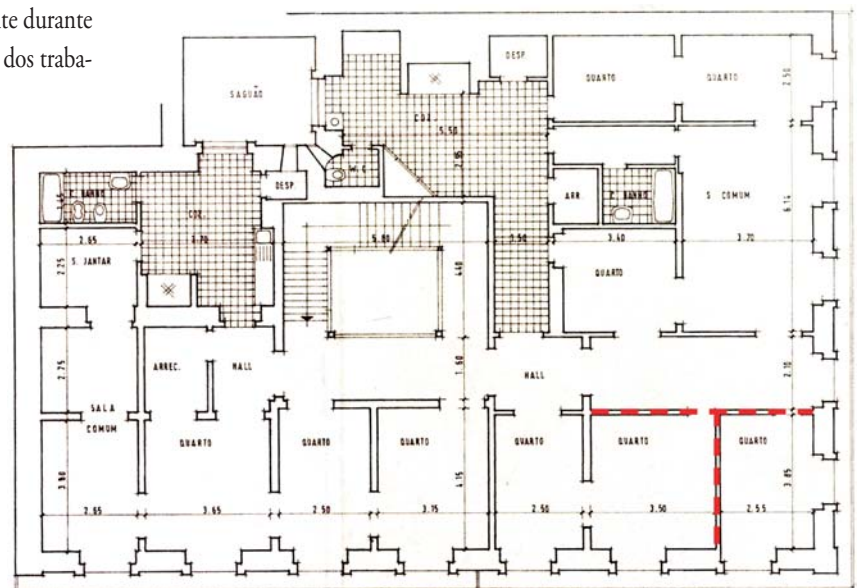 te durante
dos traba-
SAGUÃO
DESP.
QUARTO
QUARTO
2.50
COZ.
5.50
2.85
W.C.
DESP
C. BANHO
COZ.
ARR.
C. BANHO
S. COMUM
6.14
2.65
3.70
5.80
3.50
3.40
3.70
S. JANTAR
2.25
4.40
QUARTO
ARREC.
HALL
1.60
HALL
2.10
2.75
SALA
COMUM
QUARTO
QUARTO
QUARTO
QUARTO
QUARTO
QUARTO
3.80
4.15
3.85
2.95
3.65
2.50
3.75
2.50
3.50
2.55